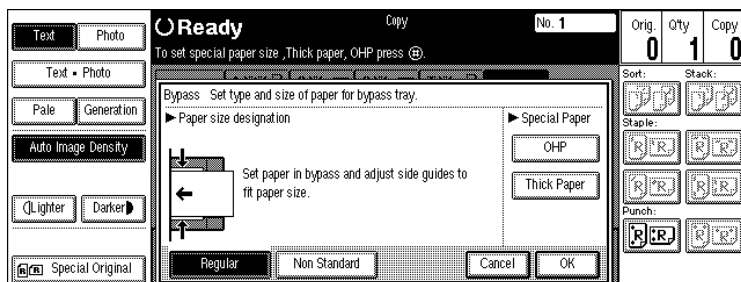 Text
Photo
Text • Photo
Pale
Generation
Auto Image Density
Lighter
Darker
Special Original
Ready
Copy
No. 1
To set special paper size ,Thick paper, OHP press ⌗.
Bypass Set type and size of paper for bypass tray.
▶ Paper size designation
Set paper in bypass and adjust side guides to
fit paper size.
▶ Special Paper
OHP
Thick Paper
Regular
Non Standard
Cancel
OK
Orig. Q'ty Copy
0 1 0
Sort: Stack:
Staple:
Punch: